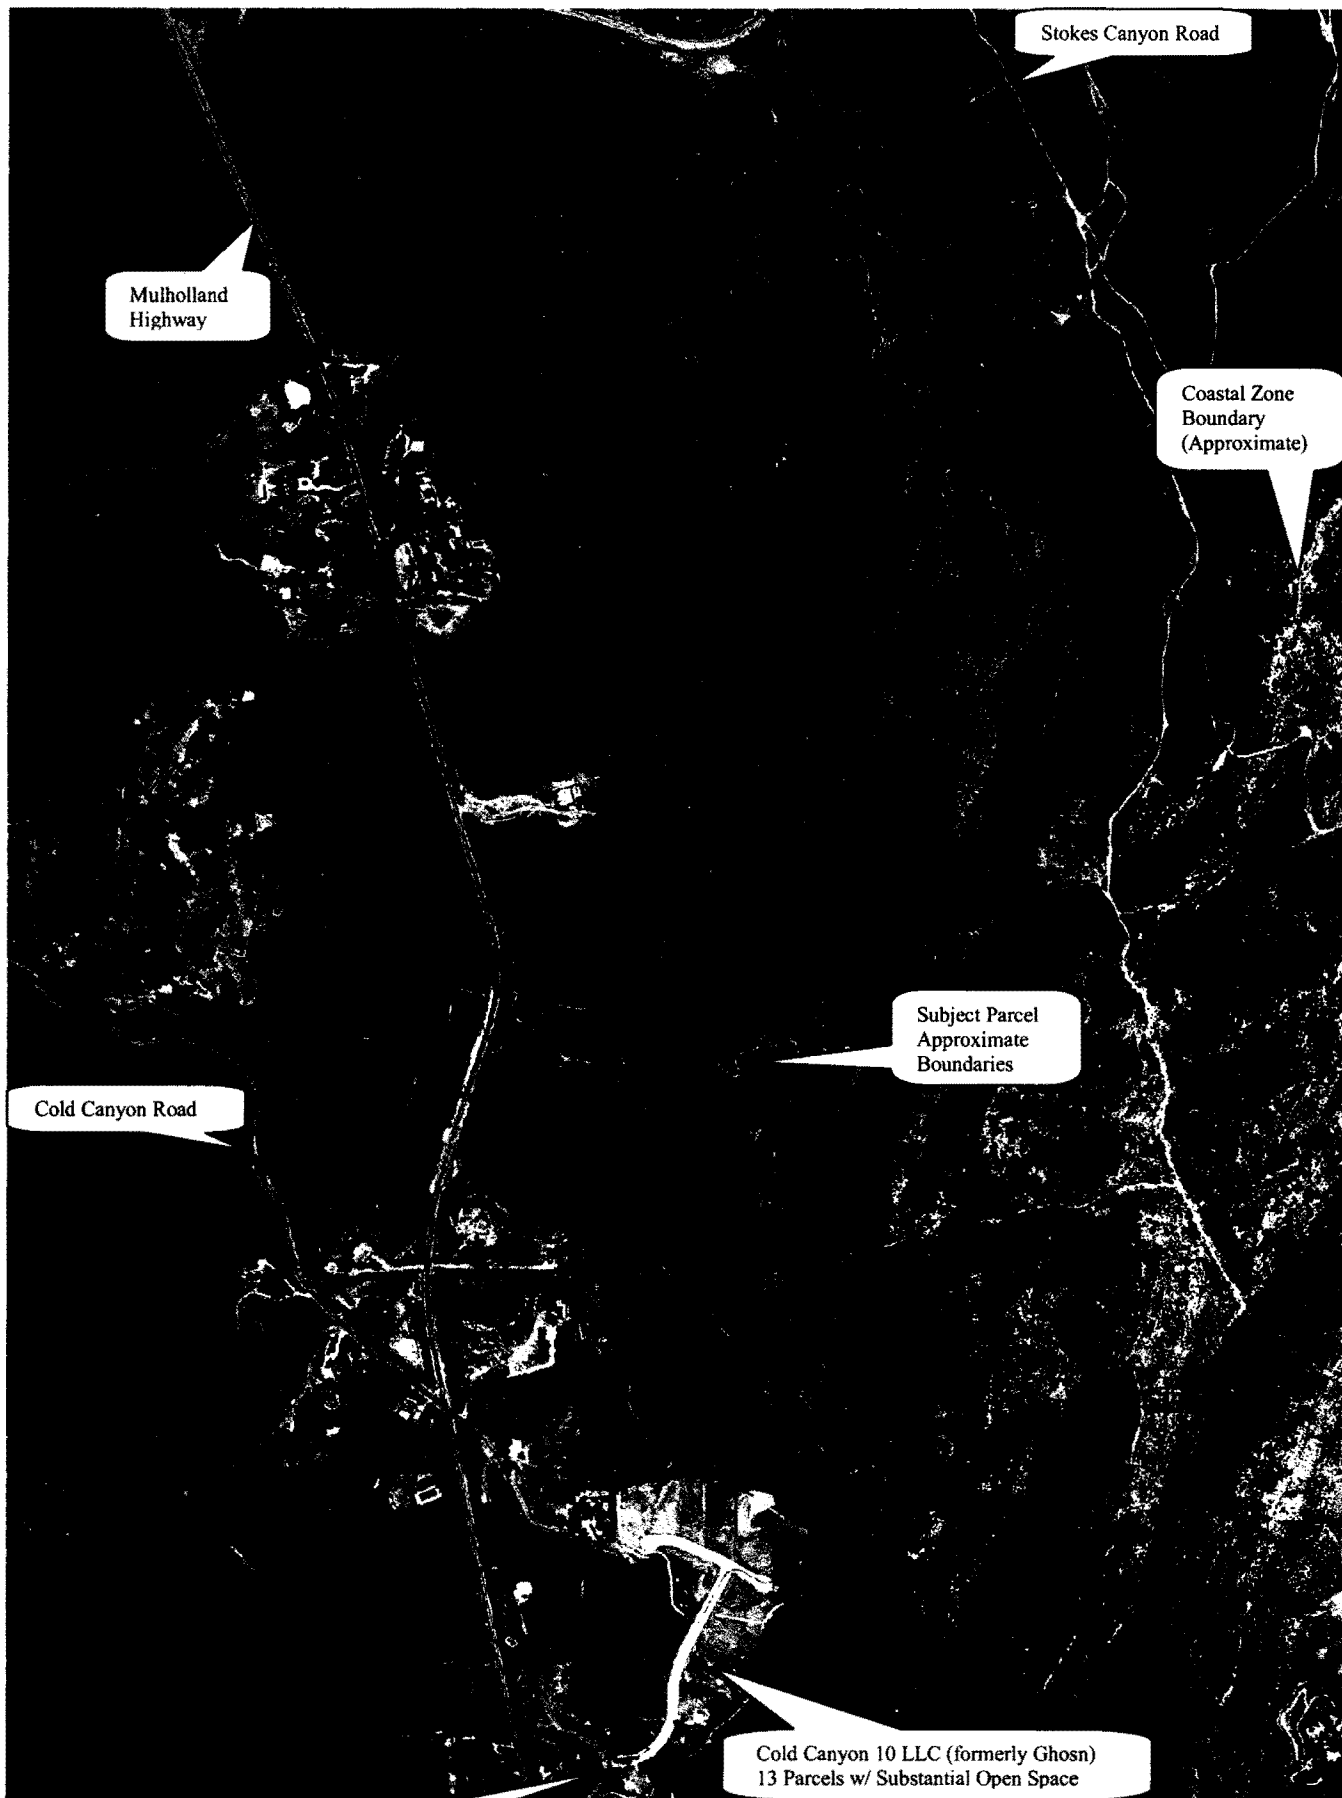 Stokes Canyon Road
Mulholland
Highway
Coastal Zone
Boundary
(Approximate)
Subject Parcel
Approximate
Boundaries
Cold Canyon Road
Cold Canyon 10 LLC (formerly Ghosn)
13 Parcels w/ Substantial Open Space